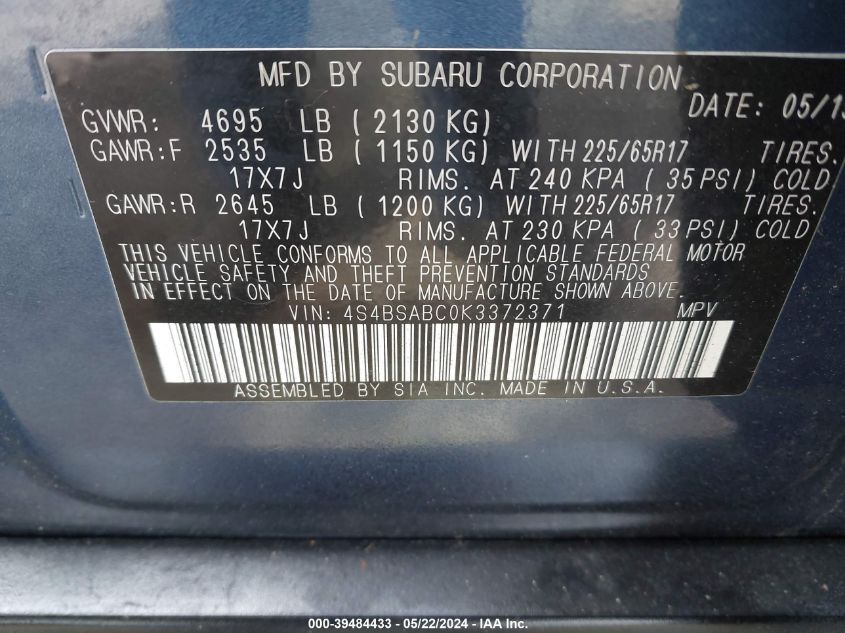 MFD BY SUBARU CORPORATION
DATE: 05/1
GVWR: 4695 LB ( 2130 KG)
GAWR:F 2535 LB ( 1150 KG) WITH 225/65R17 TIRES.
17X7J RIMS. AT 240 KPA ( 35 PSI) COLD
GAWR:R 2645 LB ( 1200 KG) WITH 225/65R17 TIRES.
17X7J RIMS. AT 230 KPA ( 33 PSI) COLD
THIS VEHICLE CONFORMS TO ALL APPLICABLE FEDERAL MOTOR
VEHICLE SAFETY AND THEFT PREVENTION STANDARDS
IN EFFECT ON THE DATE OF MANUFACTURE SHOWN ABOVE.
VIN: 4S4BSABC0K3372371 MPV
ASSEMBLED BY SIA INC. MADE IN U.S.A.
000-39484433 - 05/22/2024 - IAA Inc.